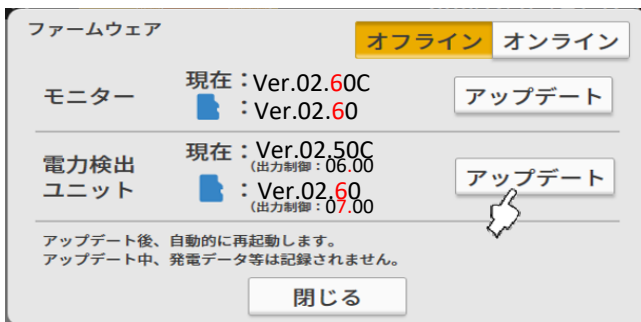 ファームウェア
オフライン オンライン
モニター
現在：Ver.02.60C
：Ver.02.60
アップデート
電力検出
ユニット
現在：Ver.02.50C
(出力制御：06.00
：Ver.02.60
(出力制御：07.00
アップデート
アップデート後、自動的に再起動します。
アップデート中、発電データ等は記録されません。
閉じる